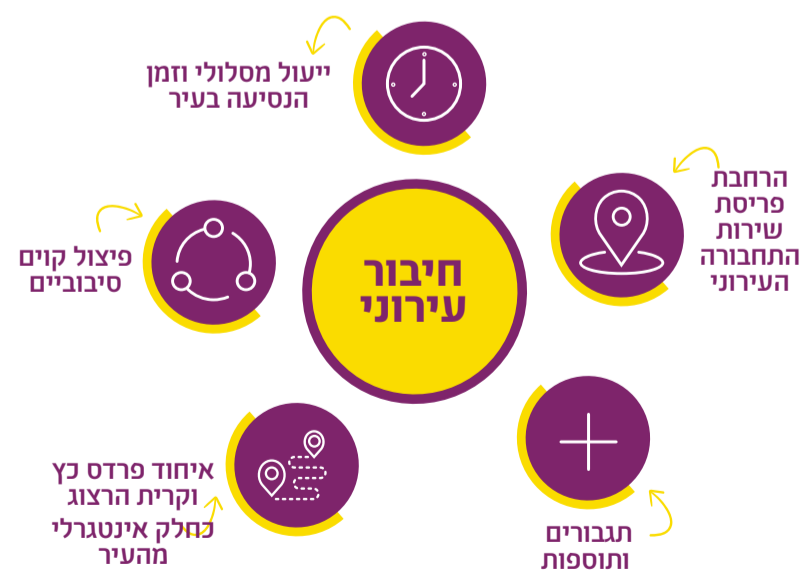 ייעול מסלולי וזמן
הנסיעה בעיר
הרחבת
פריסת
שירות
התחבורה
העירוני
פיצול קוים
סיבוביים
חיבור
עירוני
איחוד פרדס כץ
וקרית הרצוג
כחלק אינטגרלי
מהעיר
תגבורים
ותוספות